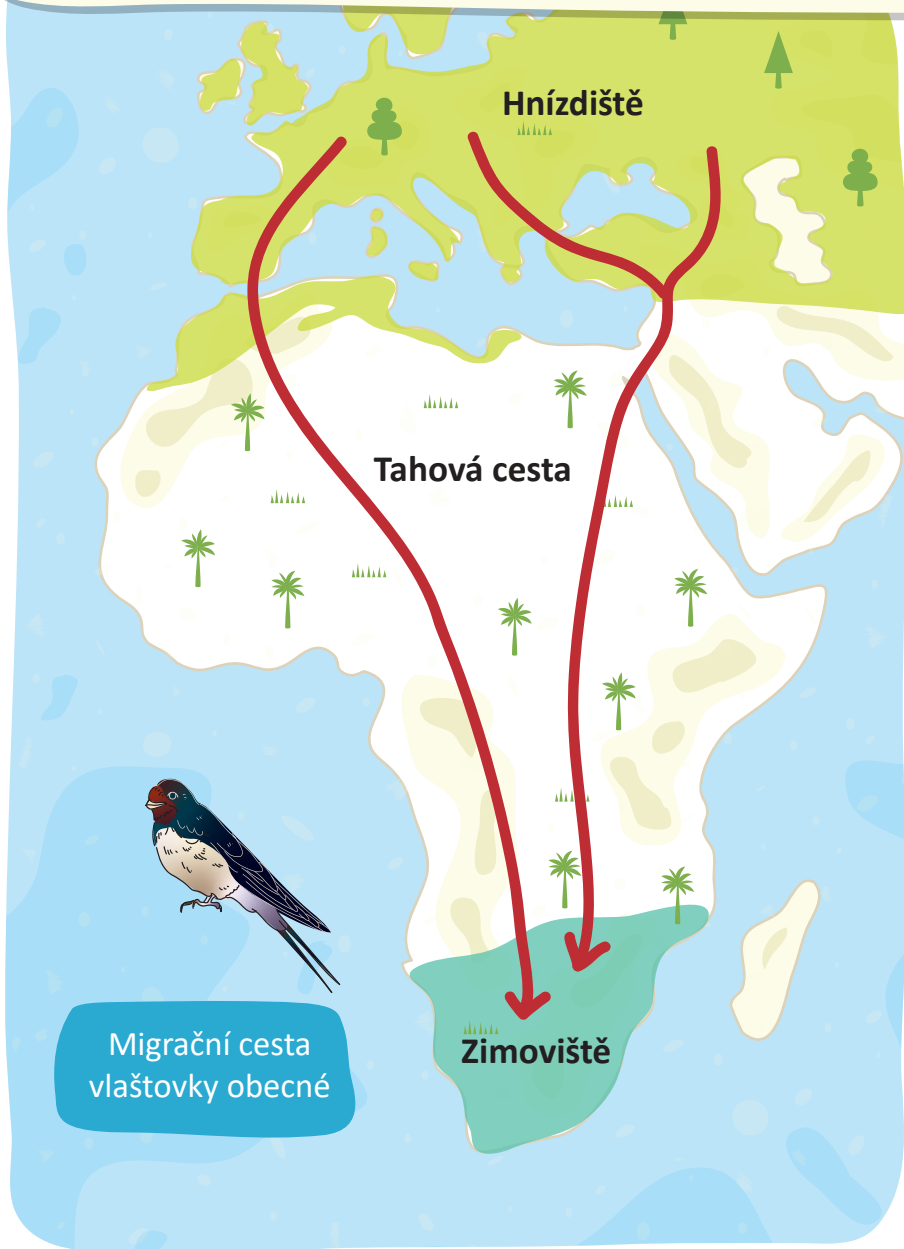 Hnízdiště
Tahová cesta
Zimoviště
Migrační cesta
vlaštovky obecné